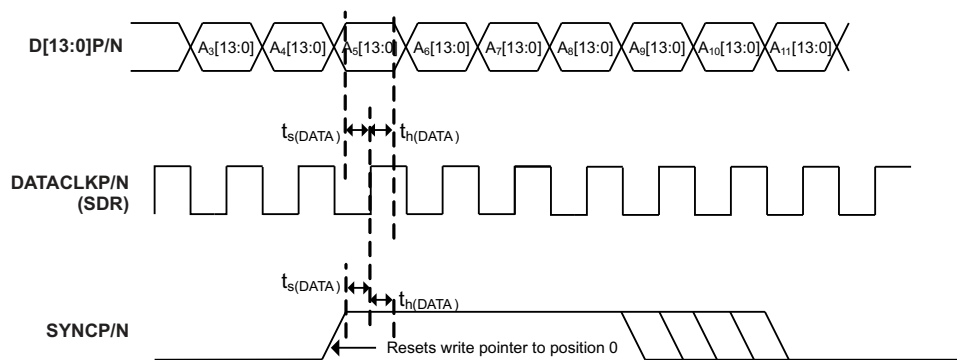 D[13:0]P/N
A3[13:0] A4[13:0] A5[13:0] A6[13:0] A7[13:0] A8[13:0] A9[13:0] A10[13:0] A11[13:0]
ts(DATA) th(DATA)
DATACLKP/N
(SDR)
ts(DATA)
th(DATA)
SYNCP/N
Resets write pointer to position 0